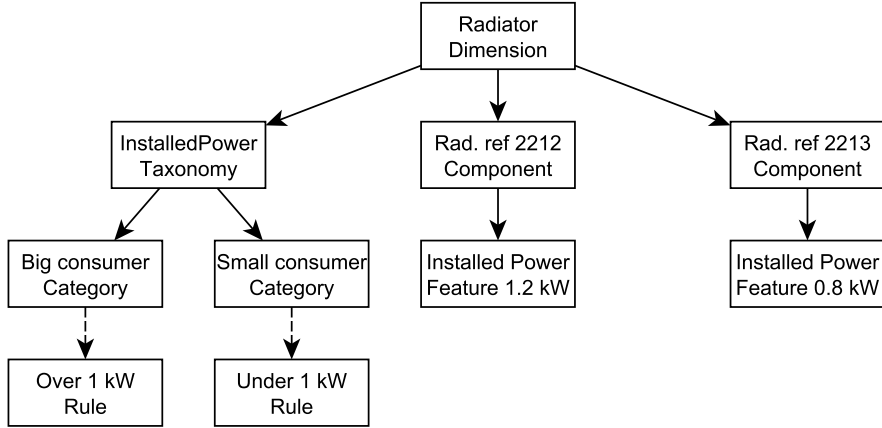 Radiator
Dimension
InstalledPower
Taxonomy
Rad. ref 2212
Component
Rad. ref 2213
Component
Big consumer
Category
Small consumer
Category
Installed Power
Feature 1.2 kW
Installed Power
Feature 0.8 kW
Over 1 kW
Rule
Under 1 kW
Rule